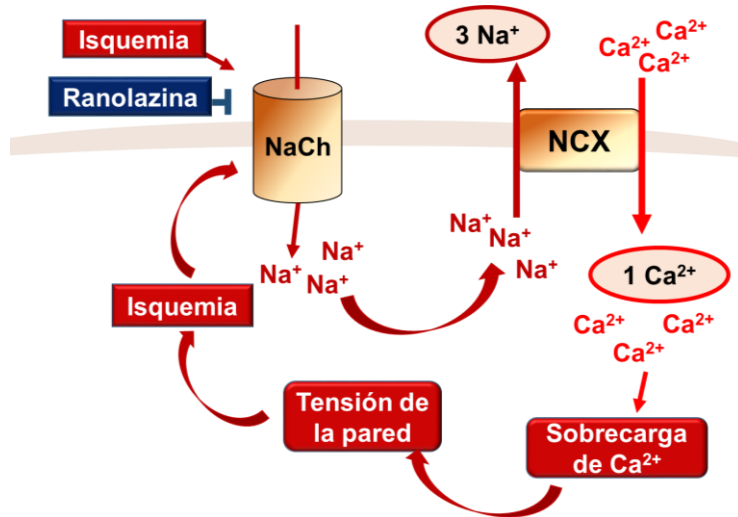 Isquemia
Ranolazina
NaCh
3 Na⁺
Ca²⁺
Ca²⁺
Ca²⁺
NCX
Na⁺
Na⁺
Na⁺
Na⁺
Na⁺
Na⁺
1 Ca²⁺
Isquemia
Ca²⁺
Ca²⁺
Ca²⁺
Tensión de
la pared
Sobrecarga
de Ca²⁺